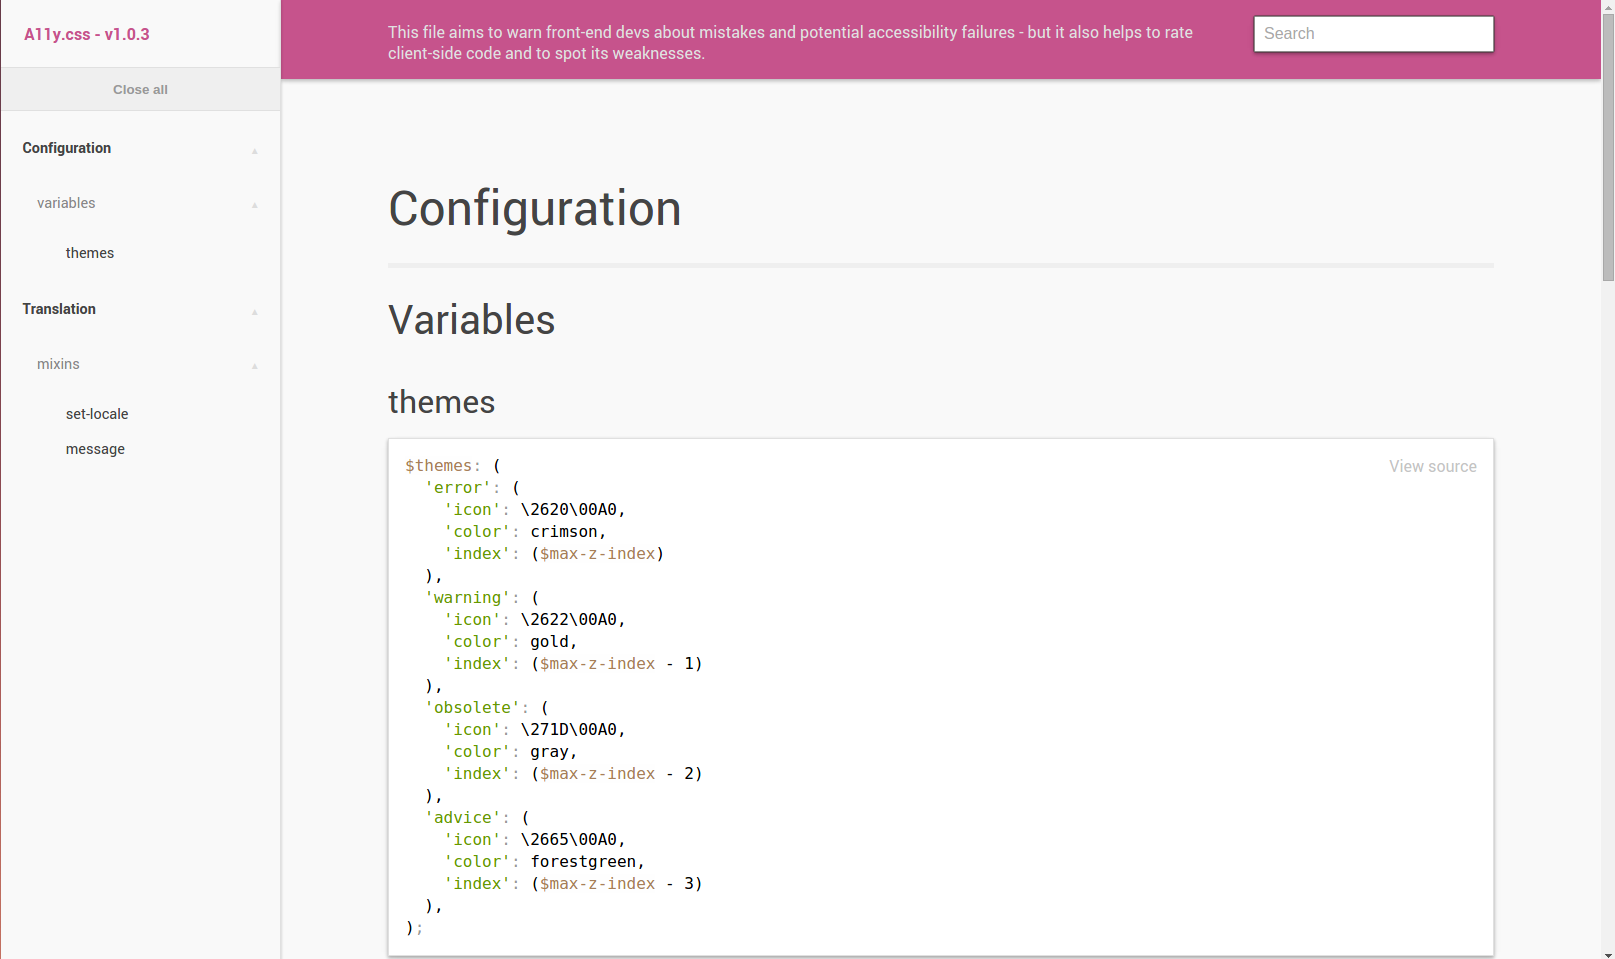 A11y.css - v1.0.3
Close all
Configuration
variables
themes
Translation
mixins
set-locale
message
This file aims to warn front-end devs about mistakes and potential accessibility failures - but it also helps to rate
client-side code and to spot its weaknesses.
Search
Configuration
Variables
themes
View source
$themes: (
  'error': (
    'icon': \2620\00A0,
    'color': crimson,
    'index': ($max-z-index)
  ),
  'warning': (
    'icon': \2622\00A0,
    'color': gold,
    'index': ($max-z-index - 1)
  ),
  'obsolete': (
    'icon': \271D\00A0,
    'color': gray,
    'index': ($max-z-index - 2)
  ),
  'advice': (
    'icon': \2665\00A0,
    'color': forestgreen,
    'index': ($max-z-index - 3)
  ),
);